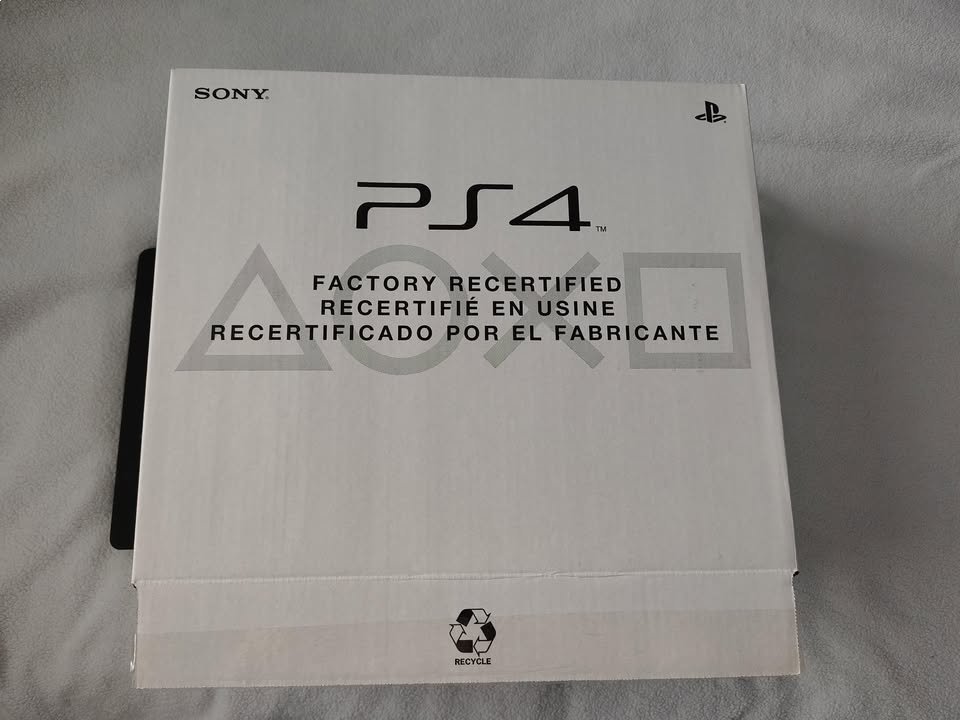 SONY®
PS4™
FACTORY RECERTIFIED
RECERTIFIÉ EN USINE
RECERTIFICADO POR EL FABRICANTE
RECYCLE